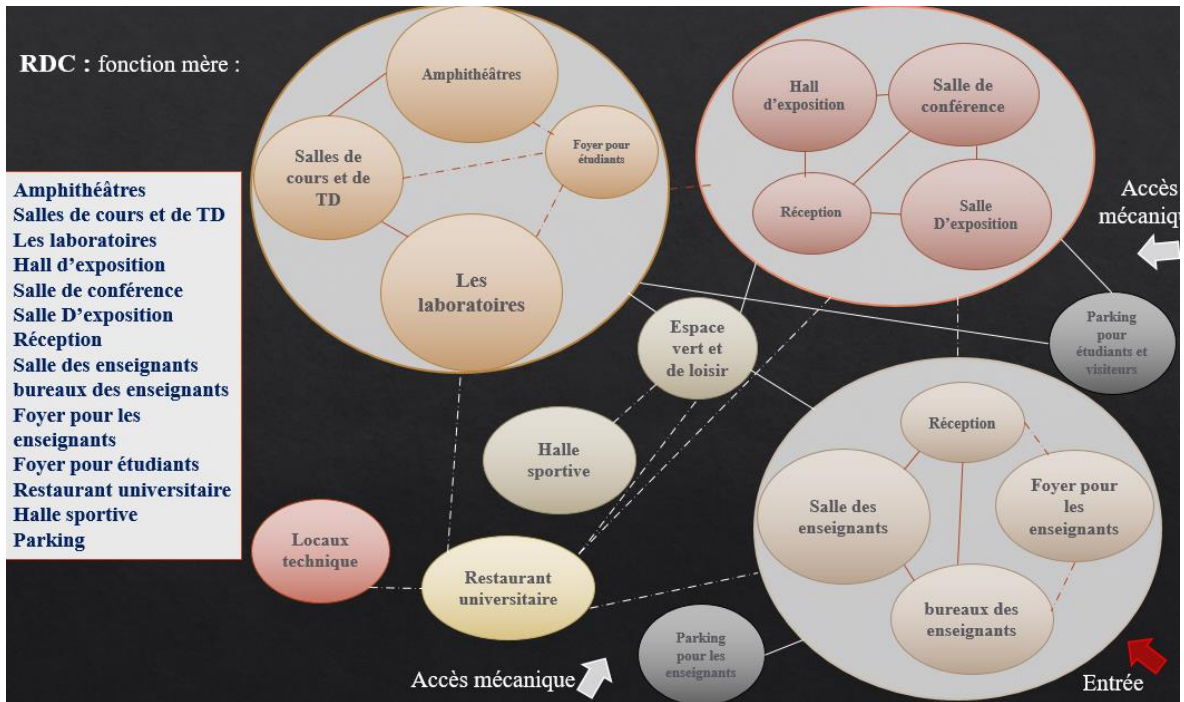 RDC : fonction mère :
Amphithéâtres
Salles de cours et de TD
Les laboratoires
Hall d'exposition
Salle de conférence
Salle D'exposition
Réception
Salle des enseignants
bureaux des enseignants
Foyer pour les
enseignants
Foyer pour étudiants
Restaurant universitaire
Halle sportive
Parking
Amphithéâtres
Foyer pour
étudiants
Salles de
cours et de
TD
Les
laboratoires
Hall
d'exposition
Salle de
conférence
Réception
Salle
D'exposition
Accès
mécaniqu
Parking
pour
étudiants et
visiteurs
Espace
vert et
de loisir
Halle
sportive
Locaux
technique
Restaurant
universitaire
Réception
Salle des
enseignants
Foyer pour
les
enseignants
bureaux des
enseignants
Parking
pour les
enseignants
Accès mécanique
Entrée